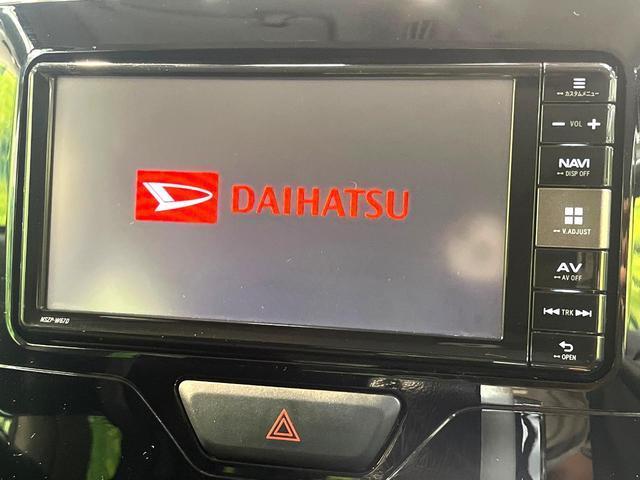 DAIHATSU
カスタムメニュー
VOL
NAVI
DISP OFF
V.ADJUST
AV
AV OFF
TRK
OPEN
NSZP-W67D